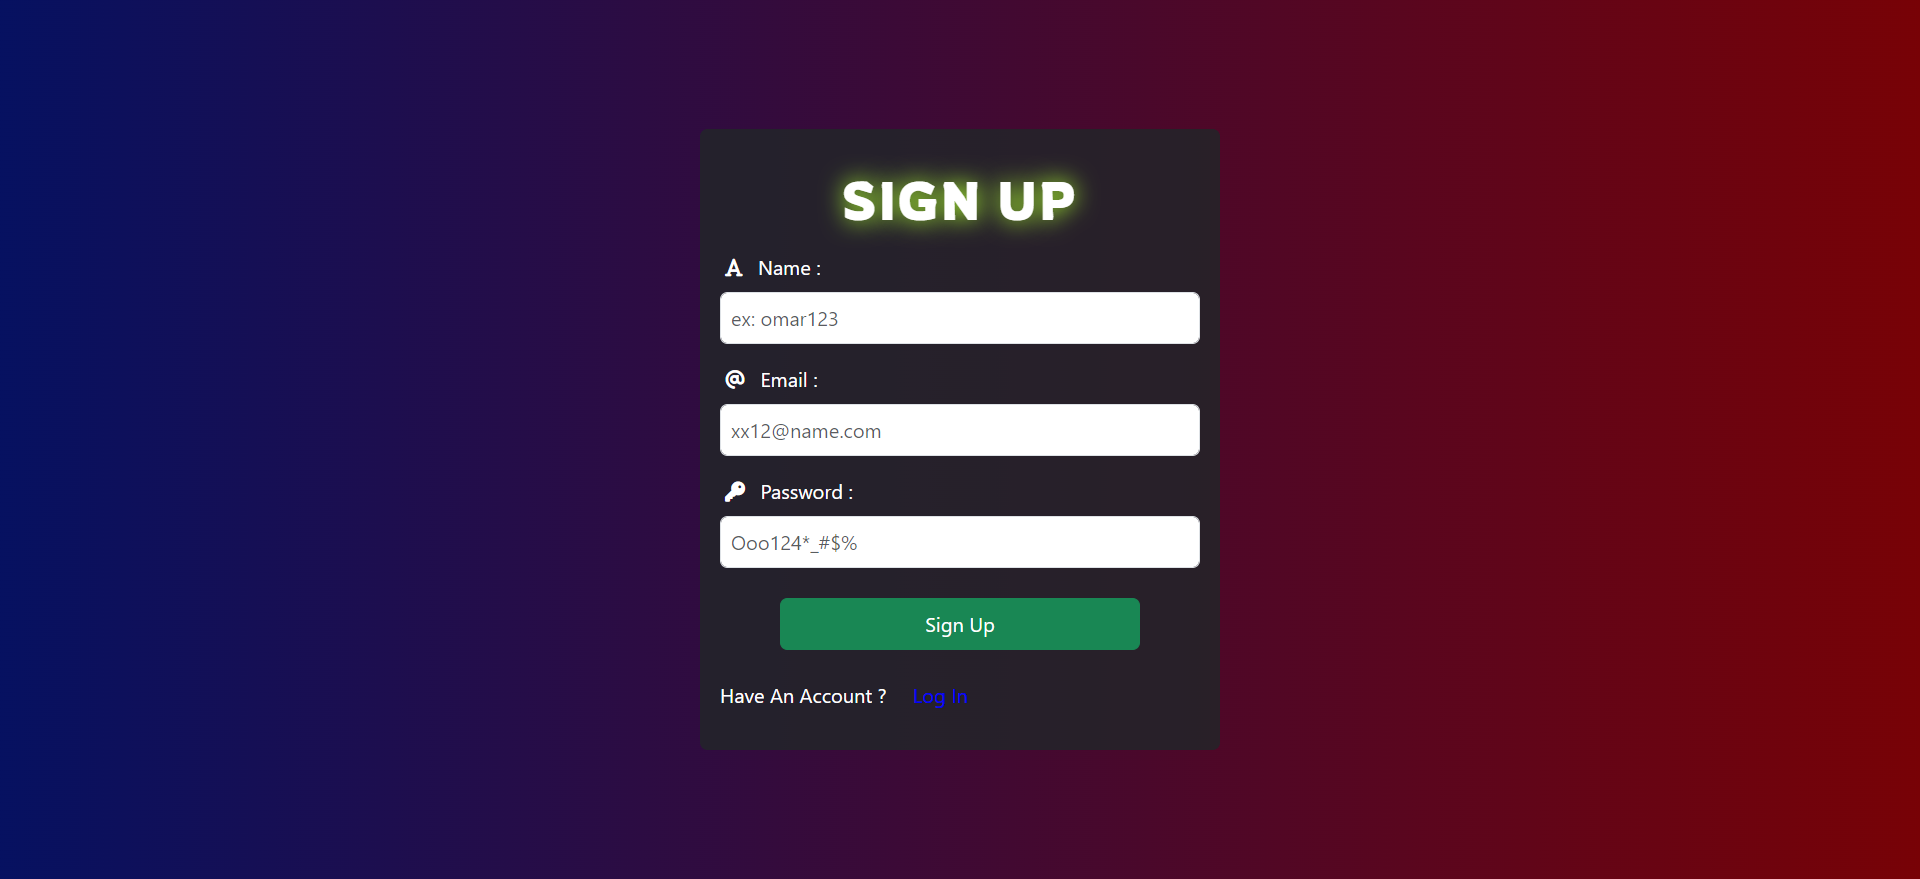 SIGN UP
Name :
ex: omar123
Email :
xx12@name.com
Password :
Ooo124*_#$%
Sign Up
Have An Account ? Log In